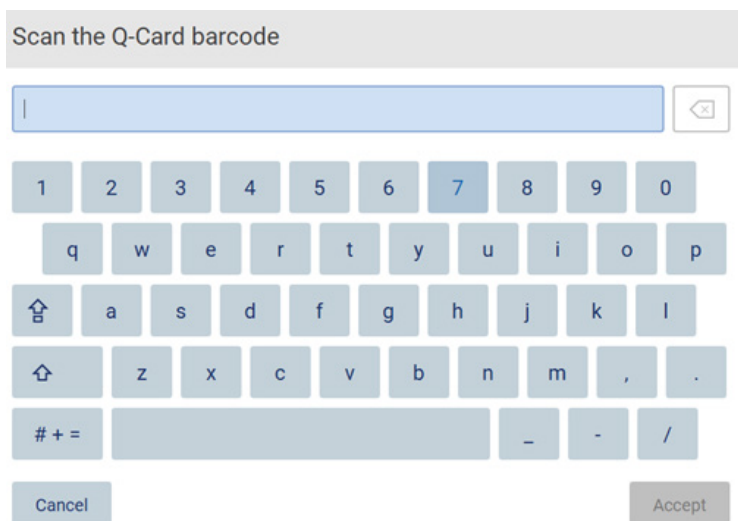 Scan the Q-Card barcode
1 2 3 4 5 6 7 8 9 0
q w e r t y u i o p
a s d f g h j k l
z x c v b n m , .
# + = _ - /
Cancel Accept